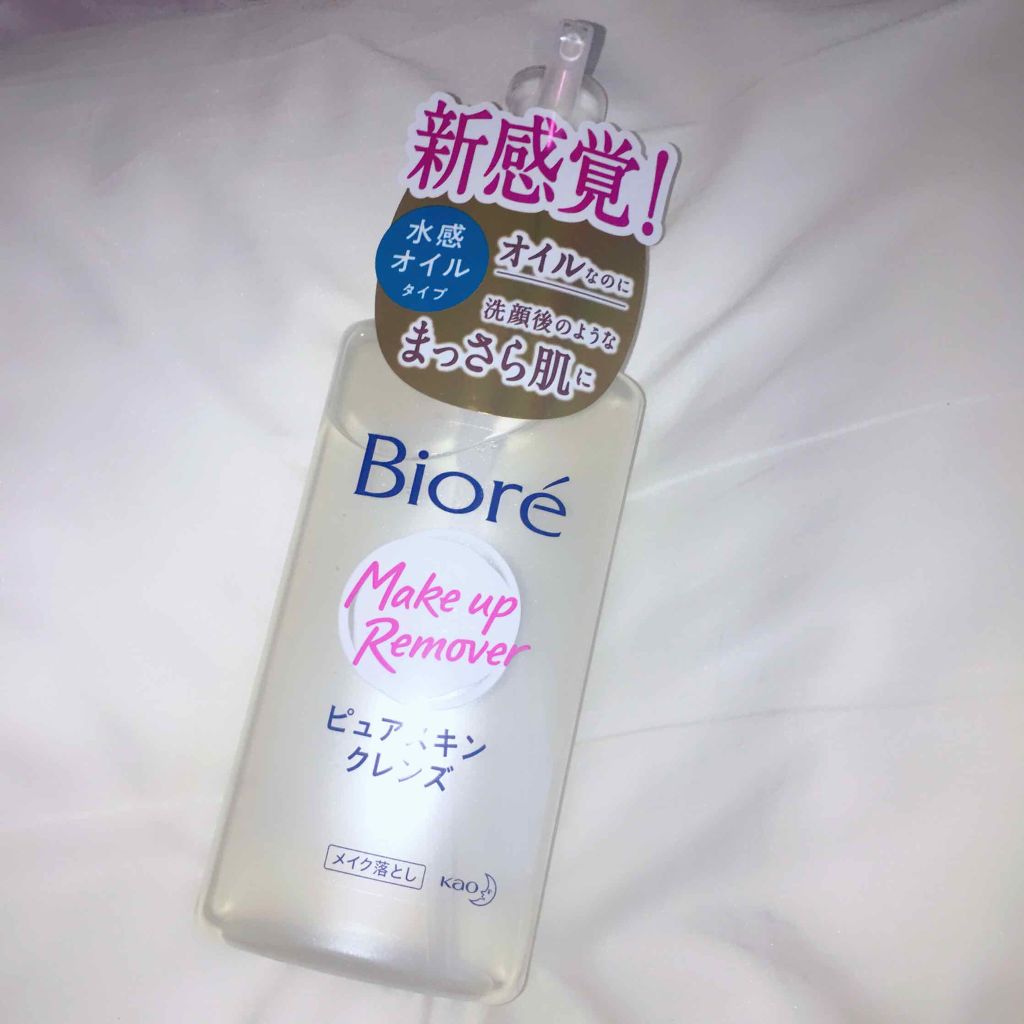 新感覚!
水感
オイル
タイプ
オイルなのに
洗顔後のような
まっさら肌に
Bioré
Make up
Remover
ピュアスキン
クレンズ
メイク落とし
Kao